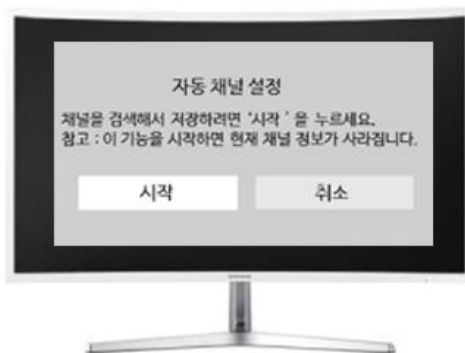 자동 채널 설정
채널을 검색해서 저장하려면 '시작 ' 을 누르세요.
참고 : 이 기능을 시작하면 현재 채널 정보가 사라집니다.
시작
취소
SAMSUNG